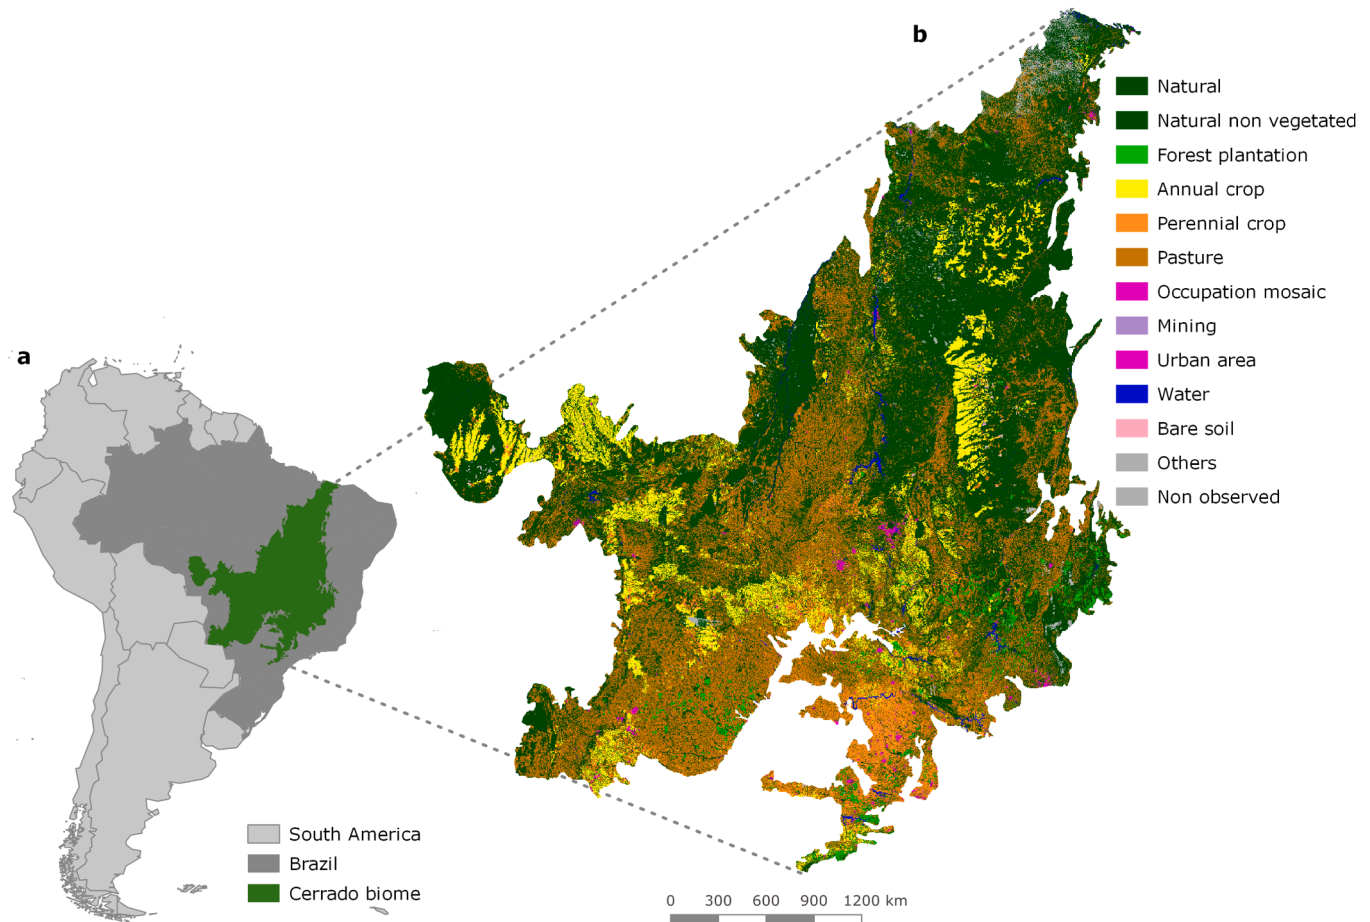 a
South America
Brazil
Cerrado biome
b
Natural
Natural non vegetated
Forest plantation
Annual crop
Perennial crop
Pasture
Occupation mosaic
Mining
Urban area
Water
Bare soil
Others
Non observed
0 300 600 900 1200 km